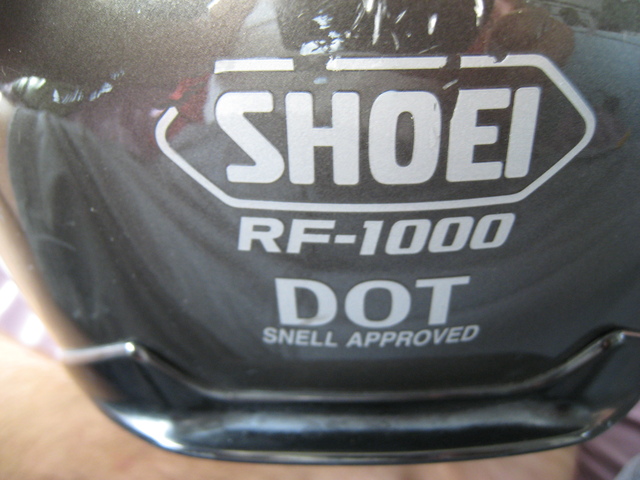 SHOEI
RF-1000
DOT
SNELL APPROVED